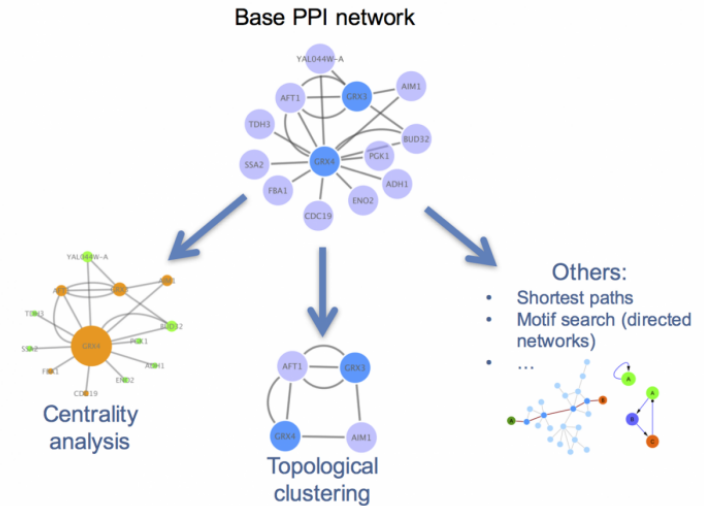 Base PPI network
YAL044W-A
AIM1
AFT1
GRX3
TDH3
BUD32
PGK1
GRX4
SSA2
ADH1
FBA1
ENO2
CDC19
Others:
• Shortest paths
• Motif search (directed
networks)
• ...
YAL044W-A
AIM1
TDH3
BUD32
GRX4
PGK1
SSA2
ADH1
FBA1
ENO2
CDC19
AFT1
GRX3
GRX4
AIM1
A
A
B
C
Centrality
analysis
Topological
clustering